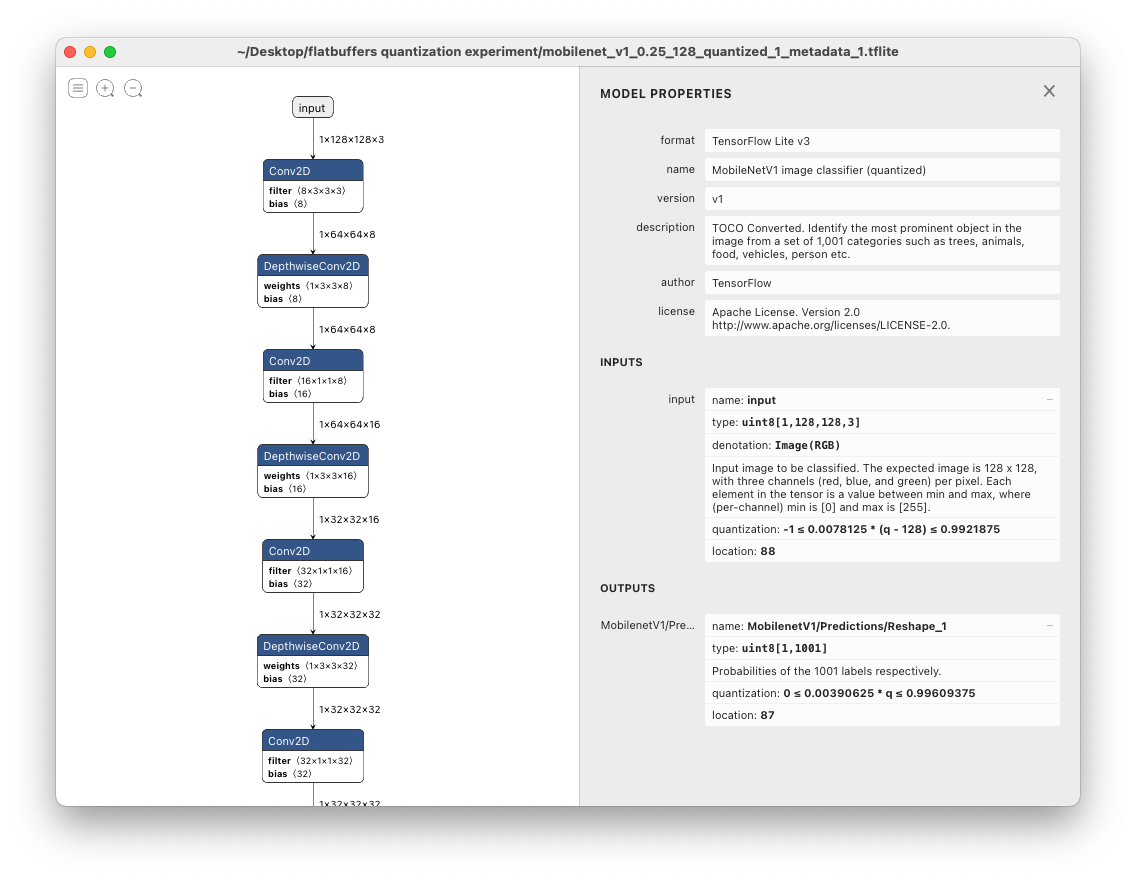 ~/Desktop/flatbuffers quantization experiment/mobilenet_v1_0.25_128_quantized_1_metadata_1.tflite
input
1×128×128×3
Conv2D
filter ⟨8×3×3×3⟩
bias ⟨8⟩
1×64×64×8
DepthwiseConv2D
weights ⟨1×3×3×8⟩
bias ⟨8⟩
1×64×64×8
Conv2D
filter ⟨16×1×1×8⟩
bias ⟨16⟩
1×64×64×16
DepthwiseConv2D
weights ⟨1×3×3×16⟩
bias ⟨16⟩
1×32×32×16
Conv2D
filter ⟨32×1×1×16⟩
bias ⟨32⟩
1×32×32×32
DepthwiseConv2D
weights ⟨1×3×3×32⟩
bias ⟨32⟩
1×32×32×32
Conv2D
filter ⟨32×1×1×32⟩
bias ⟨32⟩
1×32×32×32
MODEL PROPERTIES
format TensorFlow Lite v3
name MobileNetV1 image classifier (quantized)
version v1
description TOCO Converted. Identify the most prominent object in the
image from a set of 1,001 categories such as trees, animals,
food, vehicles, person etc.
author TensorFlow
license Apache License. Version 2.0
http://www.apache.org/licenses/LICENSE-2.0.
INPUTS
input name: input –
type: uint8[1,128,128,3]
denotation: Image(RGB)
Input image to be classified. The expected image is 128 x 128,
with three channels (red, blue, and green) per pixel. Each
element in the tensor is a value between min and max, where
(per-channel) min is [0] and max is [255].
quantization: -1 ≤ 0.0078125 * (q - 128) ≤ 0.9921875
location: 88
OUTPUTS
MobilenetV1/Pre... name: MobilenetV1/Predictions/Reshape_1 –
type: uint8[1,1001]
Probabilities of the 1001 labels respectively.
quantization: 0 ≤ 0.00390625 * q ≤ 0.99609375
location: 87